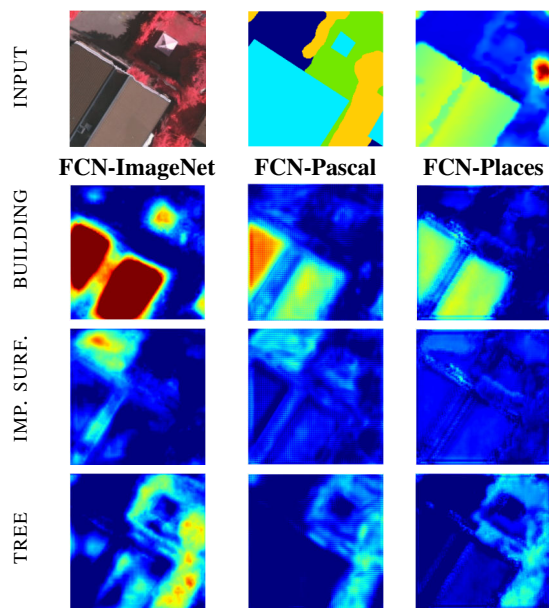 INPUT
FCN-ImageNet FCN-Pascal FCN-Places
BUILDING
IMP. SURF.
TREE